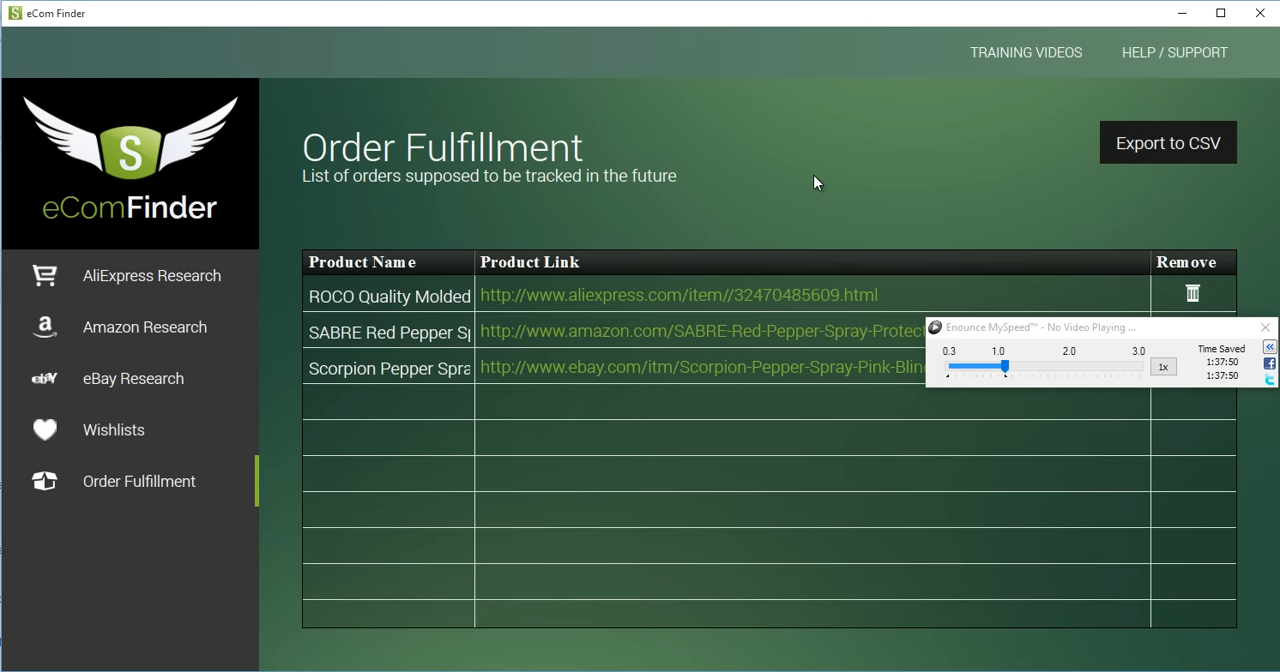 eCom Finder
TRAINING VIDEOS HELP / SUPPORT
S
eComFinder
Order Fulfillment
List of orders supposed to be tracked in the future
Export to CSV
AliExpress Research
Amazon Research
eBay Research
Wishlists
Order Fulfillment
Product Name Product Link Remove
ROCO Quality Molded http://www.aliexpress.com/item//32470485609.html
SABRE Red Pepper Sp http://www.amazon.com/SABRE-Red-Pepper-Spray-Protect
Scorpion Pepper Spra http://www.ebay.com/itm/Scorpion-Pepper-Spray-Pink-Blin
Enounce MySpeed™ - No Video Playing ...
0.3 1.0 2.0 3.0 Time Saved
1x 1:37:50
1:37:50